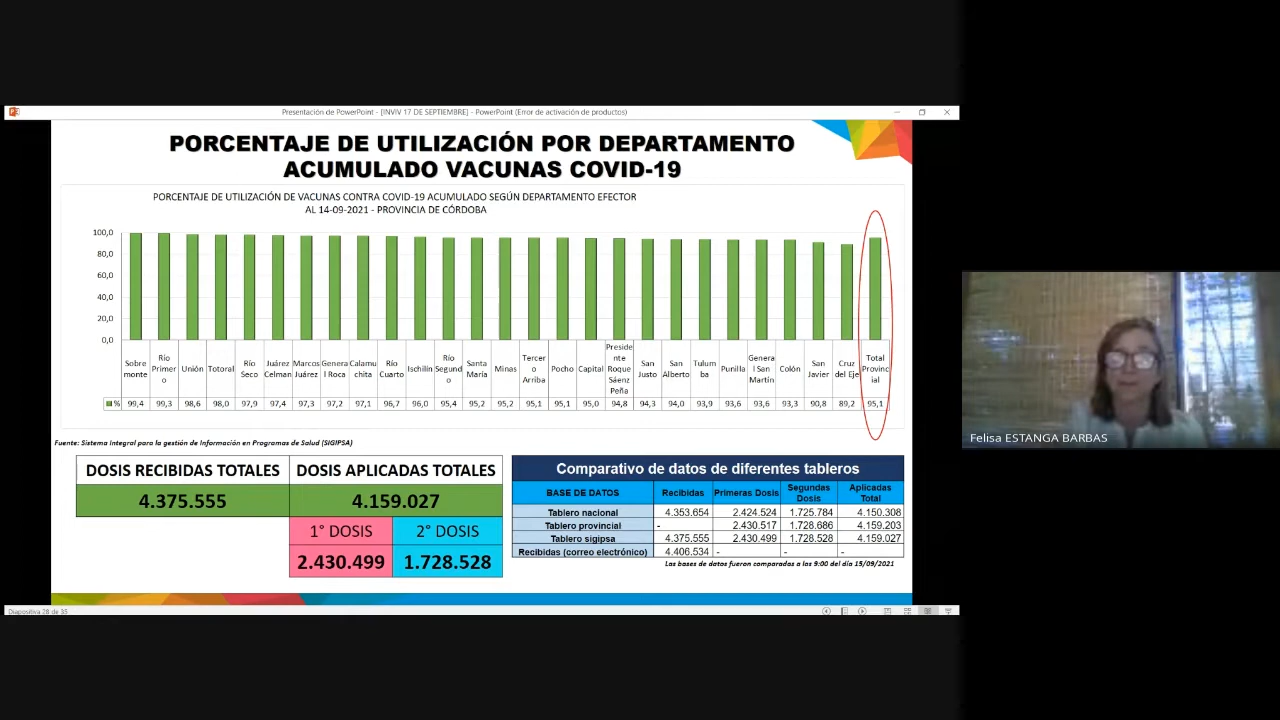 Presentación de PowerPoint - [INVIV 17 DE SEPTIEMBRE] - PowerPoint (Error de activación de productos)
PORCENTAJE DE UTILIZACIÓN POR DEPARTAMENTO
ACUMULADO VACUNAS COVID-19
PORCENTAJE DE UTILIZACIÓN DE VACUNAS CONTRA COVID-19 ACUMULADO SEGÚN DEPARTAMENTO EFECTOR
AL 14-09-2021 - PROVINCIA DE CÓRDOBA
100,0
80,0
60,0
40,0
20,0
0,0
Sobremonte Río Primero Unión Totoral Río Seco Juárez Celman Marcos Juárez General Roca Calamuchita Río Cuarto Ischilín Río Segundo Santa María Minas Tercero Arriba Pocho Capital Presidente Roque Sáenz Peña San Justo San Alberto Tulumba Punilla General San Martín Colón San Javier Cruz del Eje Total Provincial
% 99,4 99,3 98,6 98,0 97,9 97,4 97,3 97,2 97,1 96,7 96,0 95,4 95,2 95,2 95,1 95,1 95,0 94,8 94,3 94,0 93,9 93,6 93,6 93,3 90,8 89,2 95,1
Fuente: Sistema Integral para la gestión de Información en Programas de Salud (SIGIPSA)
DOSIS RECIBIDAS TOTALES DOSIS APLICADAS TOTALES
4.375.555 4.159.027
1° DOSIS 2° DOSIS
2.430.499 1.728.528
Comparativo de datos de diferentes tableros
BASE DE DATOS Recibidas Primeras Dosis Segundas Dosis Aplicadas Total
Tablero nacional 4.353.654 2.424.524 1.725.784 4.150.308
Tablero provincial - 2.430.517 1.728.686 4.159.203
Tablero sigipsa 4.375.555 2.430.499 1.728.528 4.159.027
Recibidas (correo electrónico) 4.406.534 - - -
Las bases de datos fueron comparadas a las 9:00 del día 15/09/2021
Diapositiva 28 de 35
Felisa ESTANGA BARBAS